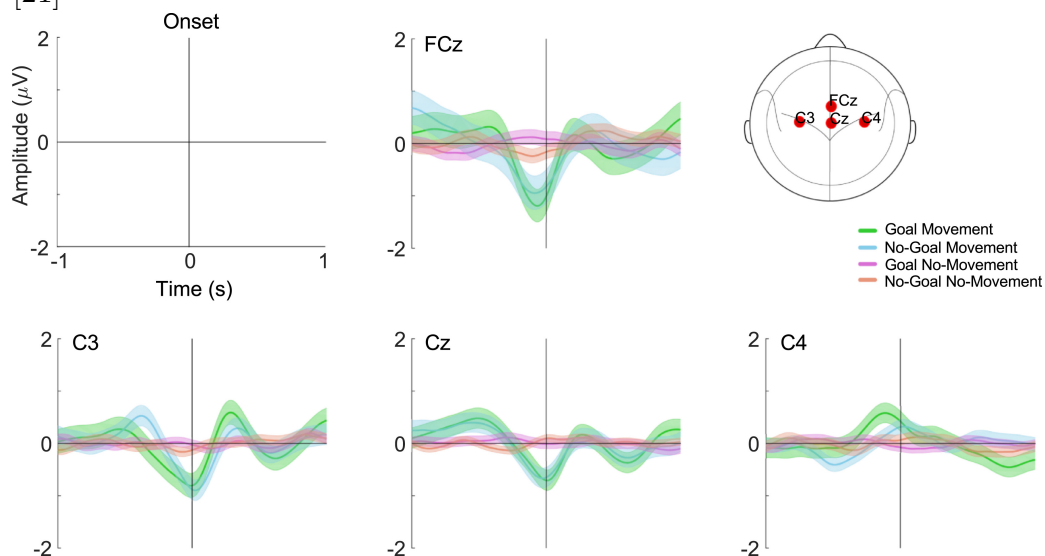 [21]
Onset
2
0
-2
Amplitude (μV)
-1 0 1
Time (s)
FCz
2
0
-2
FCz
C3 Cz C4
Goal Movement
No-Goal Movement
Goal No-Movement
No-Goal No-Movement
C3
2
0
-2
Cz
2
0
-2
C4
2
0
-2